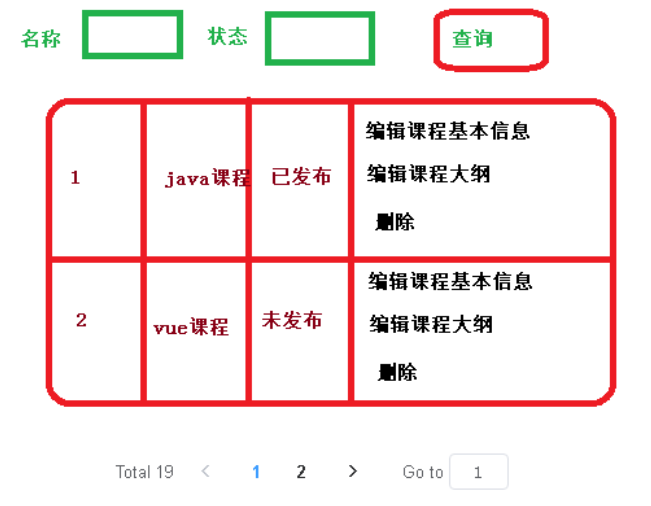 名称 状态 查询
1 java课程 已发布 编辑课程基本信息
编辑课程大纲
删除
2 vue课程 未发布 编辑课程基本信息
编辑课程大纲
删除
Total 19 < 1 2 > Go to 1